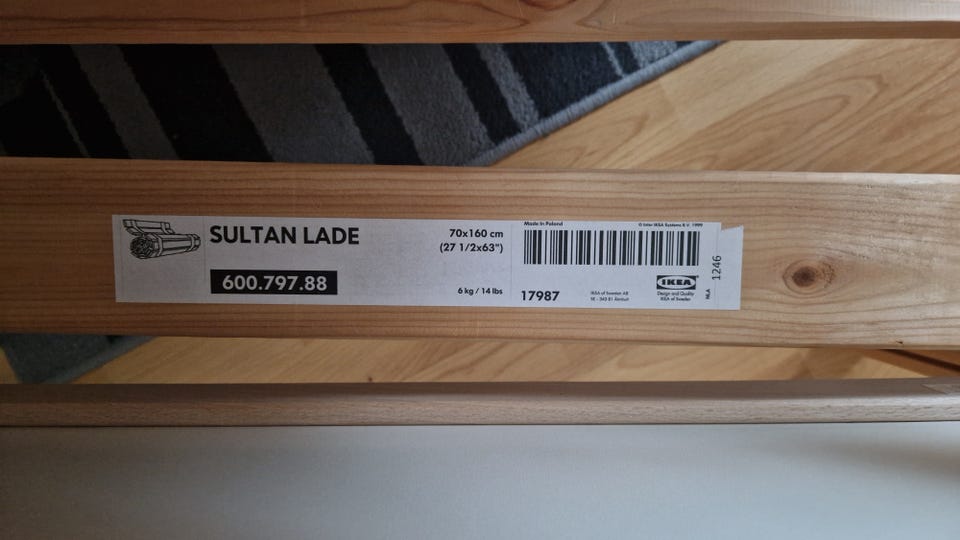 SULTAN LADE
600.797.88
70x160 cm
(27 1/2x63")
6 kg / 14 lbs
Made in Poland
© Inter IKEA Systems B.V. 1999
17987
IKEA of Sweden AB
SE - 343 81 Älmhult
IKEA
Design and Quality
IKEA of Sweden
1246